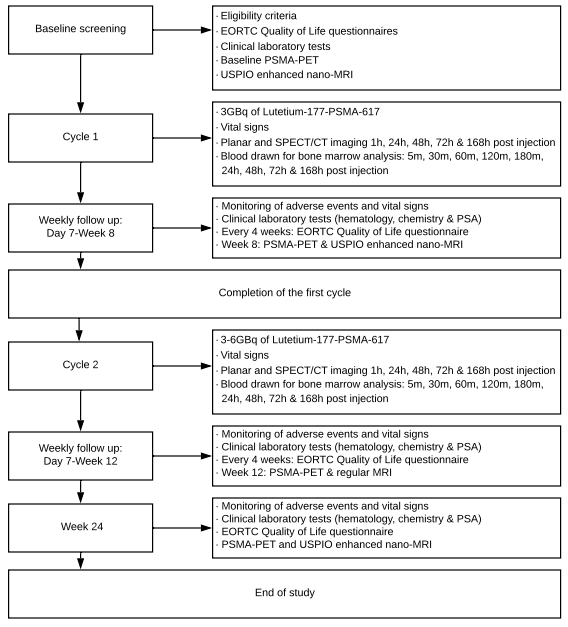 Baseline screening
· Eligibility criteria
· EORTC Quality of Life questionnaires
· Clinical laboratory tests
· Baseline PSMA-PET
· USPIO enhanced nano-MRI
Cycle 1
· 3GBq of Lutetium-177-PSMA-617
· Vital signs
· Planar and SPECT/CT imaging 1h, 24h, 48h, 72h & 168h post injection
· Blood drawn for bone marrow analysis: 5m, 30m, 60m, 120m, 180m,
24h, 48h, 72h & 168h post injection
Weekly follow up:
Day 7-Week 8
· Monitoring of adverse events and vital signs
· Clinical laboratory tests (hematology, chemistry & PSA)
· Every 4 weeks: EORTC Quality of Life questionnaire
· Week 8: PSMA-PET & USPIO enhanced nano-MRI
Completion of the first cycle
Cycle 2
· 3-6GBq of Lutetium-177-PSMA-617
· Vital signs
· Planar and SPECT/CT imaging 1h, 24h, 48h, 72h & 168h post injection
· Blood drawn for bone marrow analysis: 5m, 30m, 60m, 120m, 180m,
24h, 48h, 72h & 168h post injection
Weekly follow up:
Day 7-Week 12
· Monitoring of adverse events and vital signs
· Clinical laboratory tests (hematology, chemistry & PSA)
· Every 4 weeks: EORTC Quality of Life questionnaire
· Week 12: PSMA-PET & regular MRI
Week 24
· Monitoring of adverse events and vital signs
· Clinical laboratory tests (hematology, chemistry & PSA)
· EORTC Quality of Life questionnaire
· PSMA-PET and USPIO enhanced nano-MRI
End of study